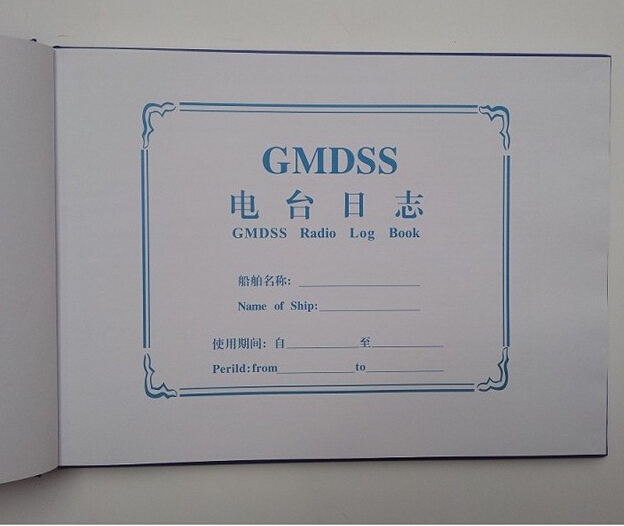 GMDSS
电台日志
GMDSS Radio Log Book
船舶名称:
Name of Ship:
使用期间: 自 至
Perild:from to